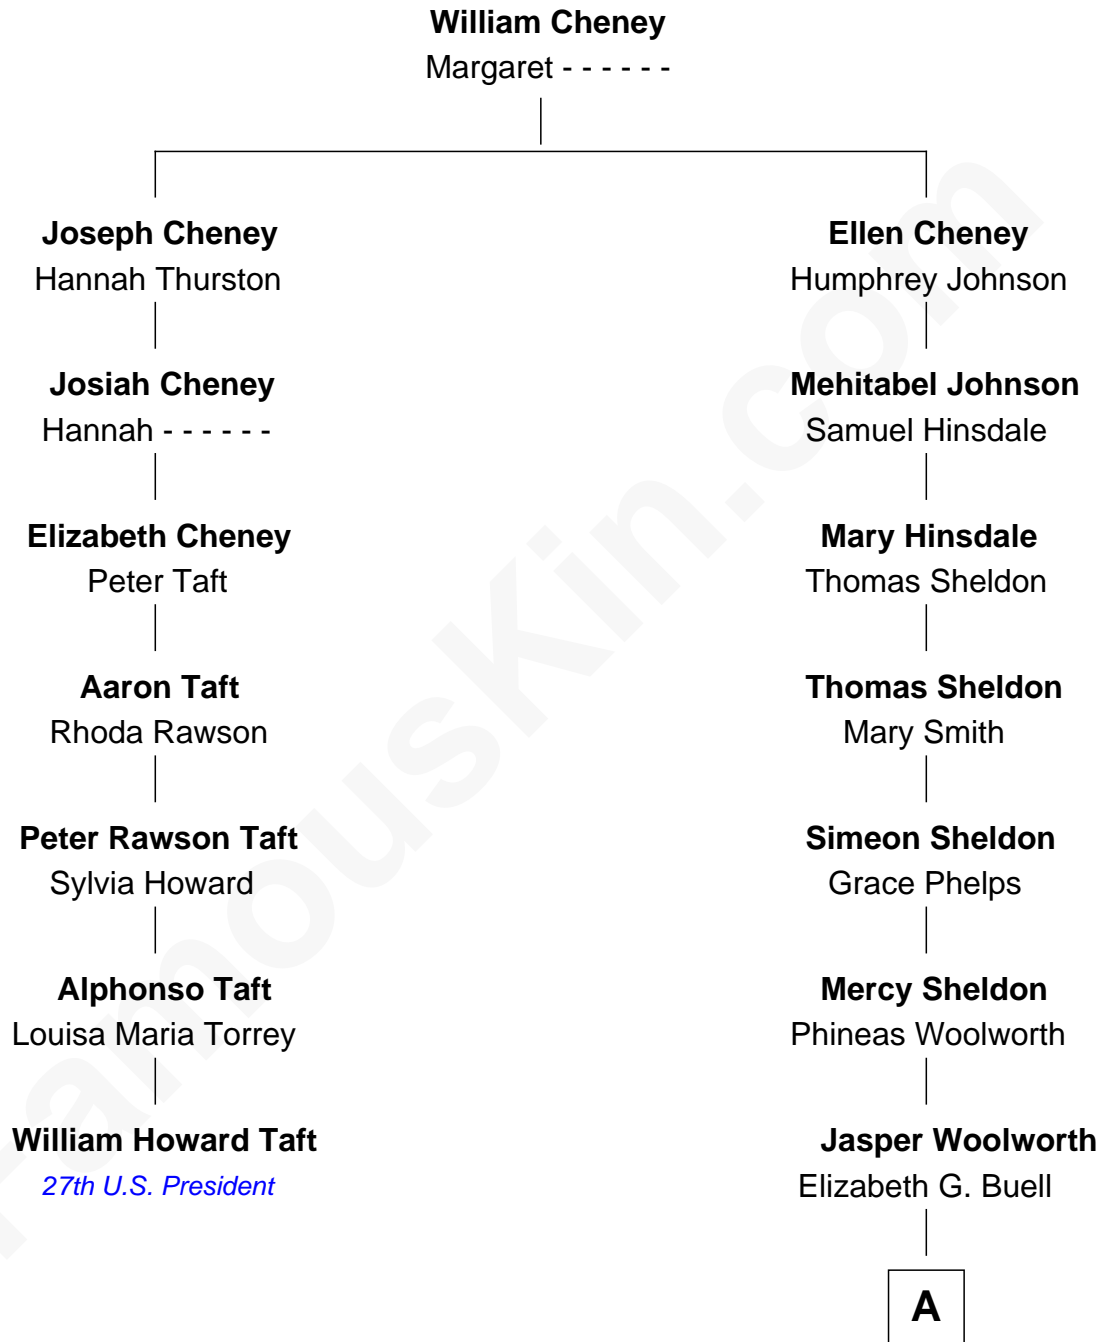 William Cheney
Margaret - - - - - -
Joseph Cheney
Hannah Thurston
Josiah Cheney
Hannah - - - - - -
Elizabeth Cheney
Peter Taft
Aaron Taft
Rhoda Rawson
Peter Rawson Taft
Sylvia Howard
Alphonso Taft
Louisa Maria Torrey
William Howard Taft
27th U.S. President
Ellen Cheney
Humphrey Johnson
Mehitabel Johnson
Samuel Hinsdale
Mary Hinsdale
Thomas Sheldon
Thomas Sheldon
Mary Smith
Simeon Sheldon
Grace Phelps
Mercy Sheldon
Phineas Woolworth
Jasper Woolworth
Elizabeth G. Buell
A
FamousKin.com